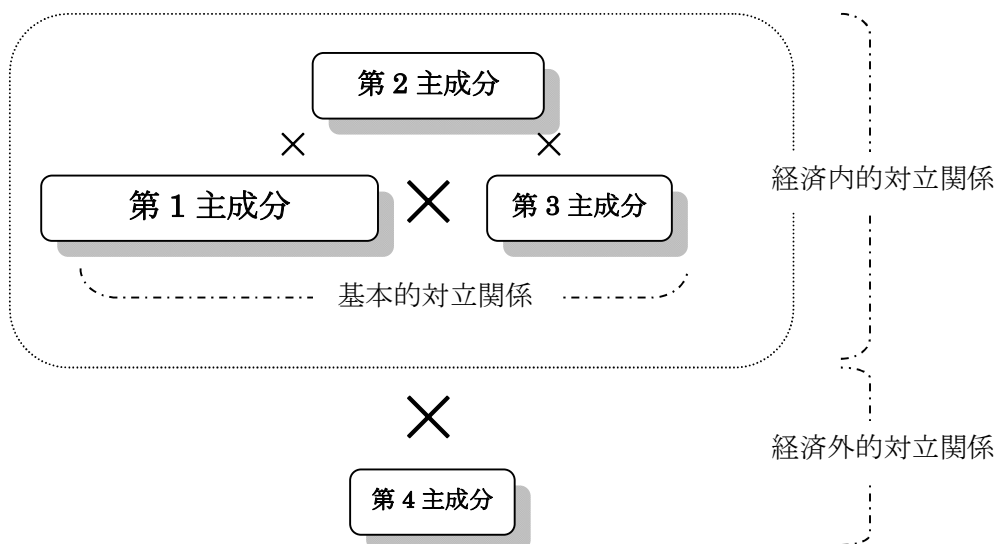 第 2 主成分
経済内的対立関係
第 1 主成分
第 3 主成分
基本的対立関係
経済外的対立関係
第 4 主成分